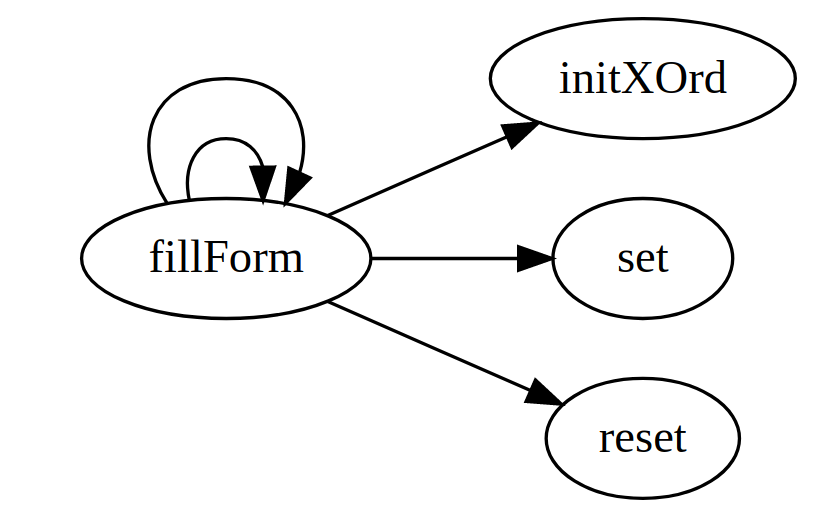 initXOrd
fillForm
set
reset